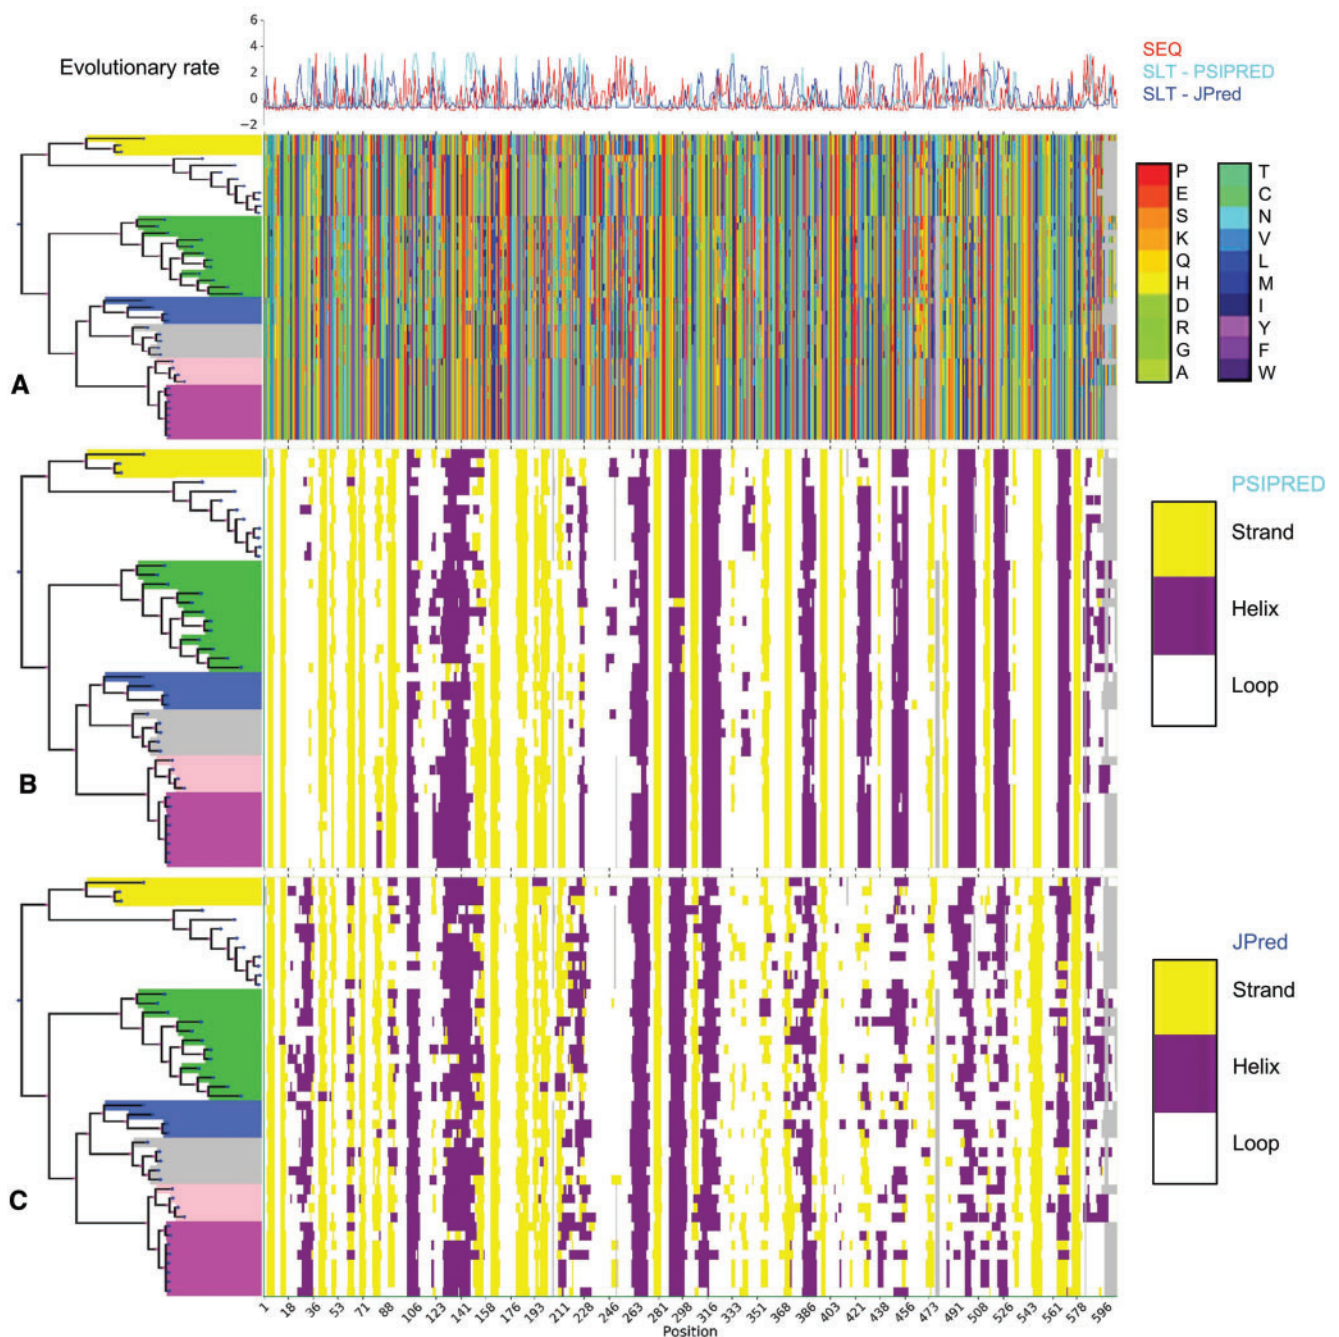 6
4
2
0
−2
Evolutionary rate
SEQ
SLT - PSIPRED
SLT - JPred
P T
E C
S N
K V
Q L
H M
D I
R Y
G F
A W
A
PSIPRED
Strand
Helix
Loop
B
JPred
Strand
Helix
Loop
C
1 18 36 53 71 88 106 123 141 158 176 193 211 228 246 263 281 298 316 333 351 368 386 403 421 438 456 473 491 508 526 543 561 578 596
Position